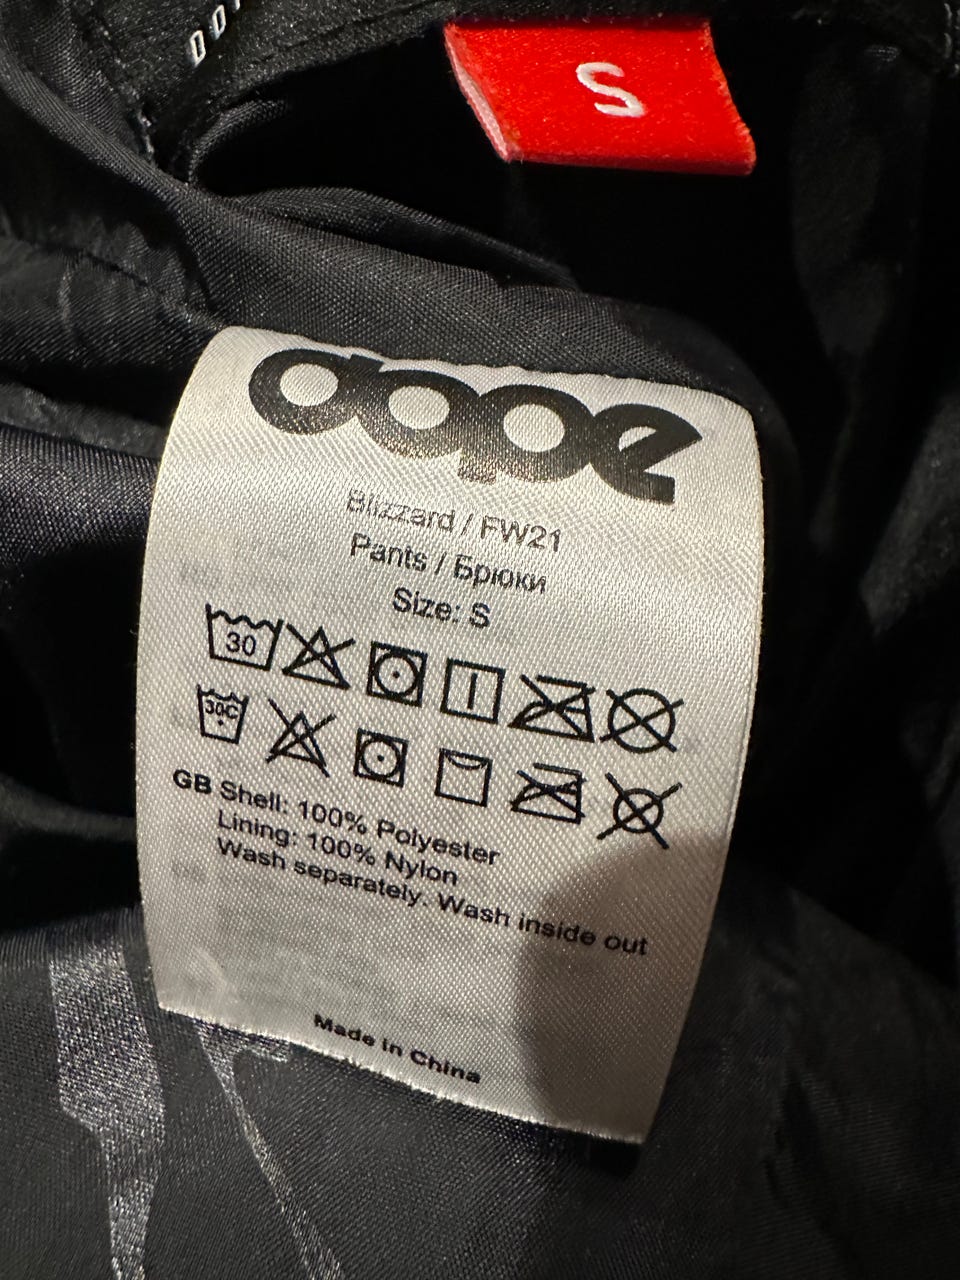 S
dope
Blizzard / FW21
Pants / Брюки
Size: S
30
30C
GB Shell: 100% Polyester
Lining: 100% Nylon
Wash separately. Wash inside out
Made in China